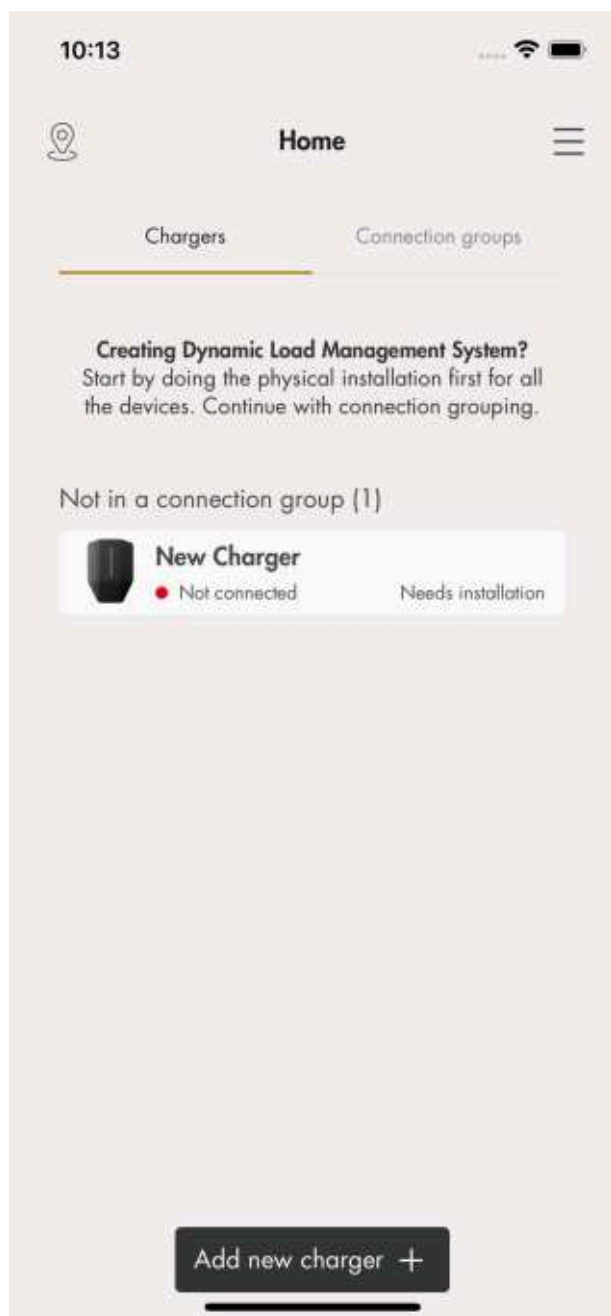 10:13
Home
Chargers
Connection groups
Creating Dynamic Load Management System?
Start by doing the physical installation first for all
the devices. Continue with connection grouping.
Not in a connection group (1)
New Charger
Not connected
Needs installation
Add new charger +